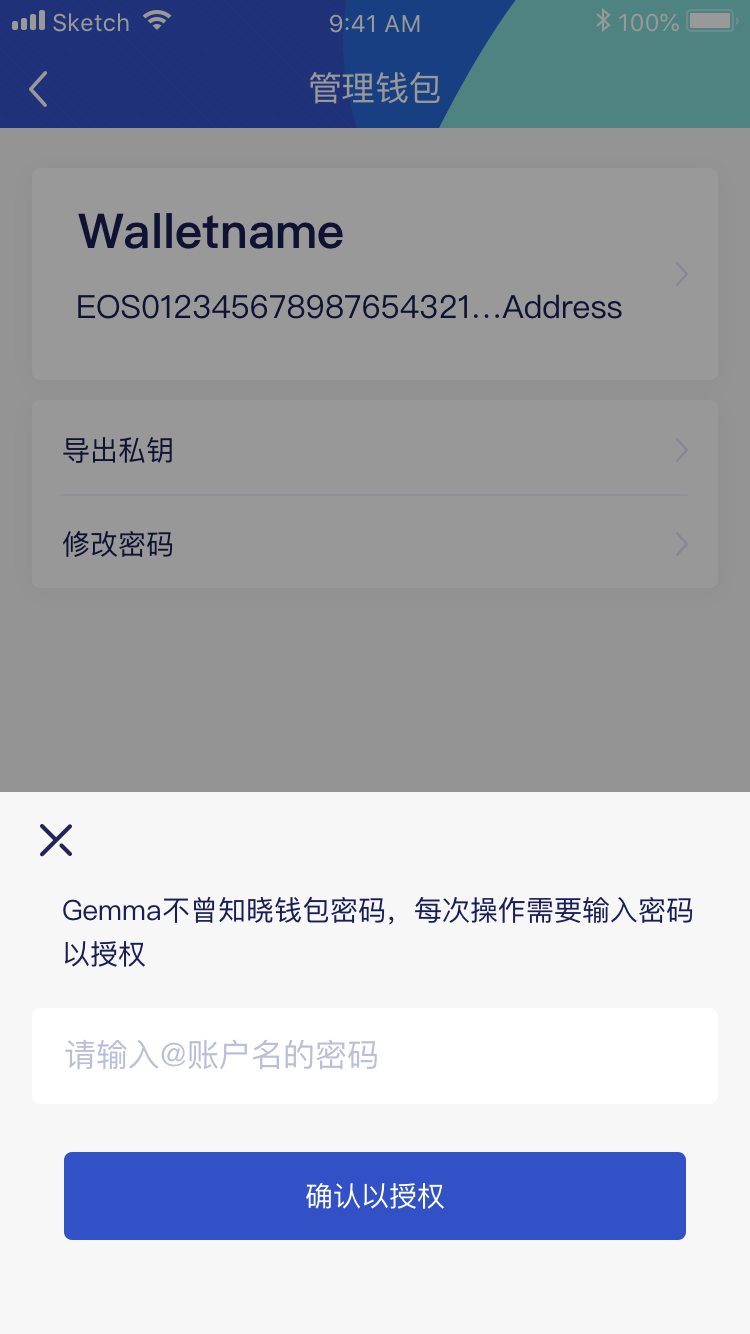 Sketch 9:41 AM 100%
管理钱包
Walletname
EOS012345678987654321...Address
导出私钥
修改密码
Gemma不曾知晓钱包密码，每次操作需要输入密码
以授权
请输入@账户名的密码
确认以授权